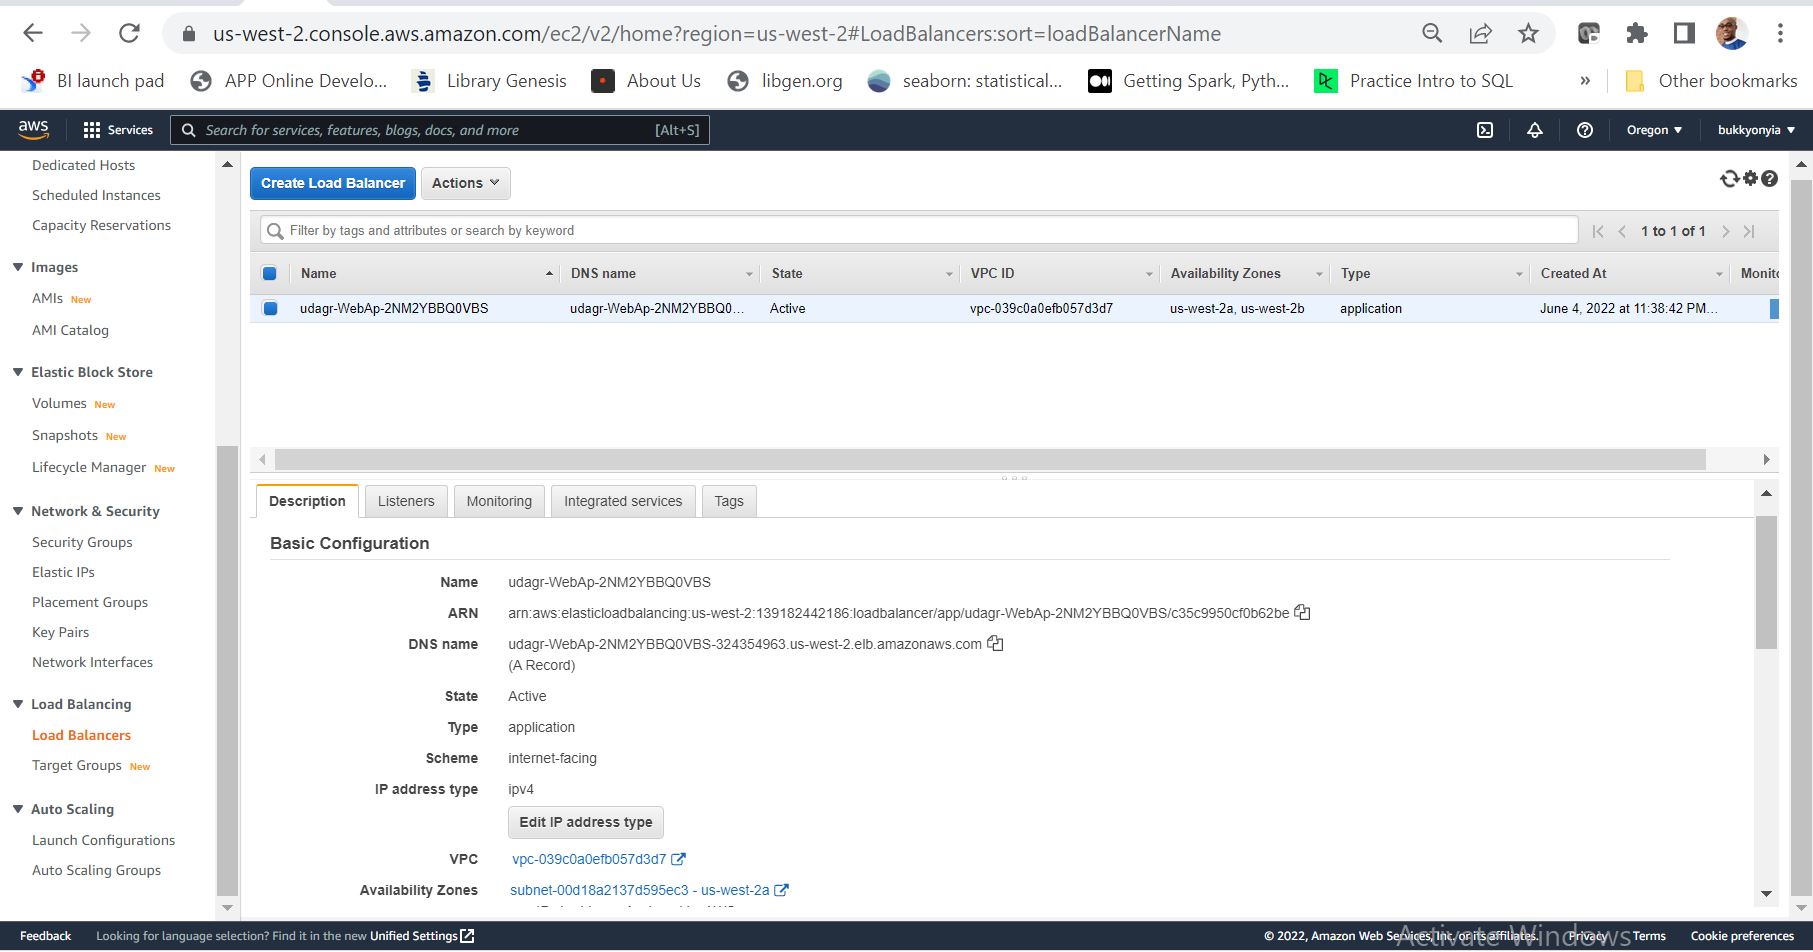 us-west-2.console.aws.amazon.com/ec2/v2/home?region=us-west-2#LoadBalancers:sort=loadBalancerName
BI launch pad APP Online Develo... Library Genesis About Us libgen.org seaborn: statistical... Getting Spark, Pyth... Practice Intro to SQL » Other bookmarks
aws Services Search for services, features, blogs, docs, and more [Alt+S] Oregon bukkyonyia
Dedicated Hosts
Scheduled Instances
Capacity Reservations
Images
AMIs New
AMI Catalog
Elastic Block Store
Volumes New
Snapshots New
Lifecycle Manager New
Network & Security
Security Groups
Elastic IPs
Placement Groups
Key Pairs
Network Interfaces
Load Balancing
Load Balancers
Target Groups New
Auto Scaling
Launch Configurations
Auto Scaling Groups
Create Load Balancer Actions
Filter by tags and attributes or search by keyword 1 to 1 of 1
Name DNS name State VPC ID Availability Zones Type Created At Monito
udagr-WebAp-2NM2YBBQ0VBS udagr-WebAp-2NM2YBBQ0... Active vpc-039c0a0efb057d3d7 us-west-2a, us-west-2b application June 4, 2022 at 11:38:42 PM...
Description Listeners Monitoring Integrated services Tags
Basic Configuration
Name udagr-WebAp-2NM2YBBQ0VBS
ARN arn:aws:elasticloadbalancing:us-west-2:139182442186:loadbalancer/app/udagr-WebAp-2NM2YBBQ0VBS/c35c9950cf0b62be
DNS name udagr-WebAp-2NM2YBBQ0VBS-324354963.us-west-2.elb.amazonaws.com
(A Record)
State Active
Type application
Scheme internet-facing
IP address type ipv4
Edit IP address type
VPC vpc-039c0a0efb057d3d7
Availability Zones subnet-00d18a2137d595ec3 - us-west-2a
Feedback Looking for language selection? Find it in the new Unified Settings © 2022, Amazon Web Services, Inc. or its affiliates. Privacy Terms Cookie preferences
Activate Windows